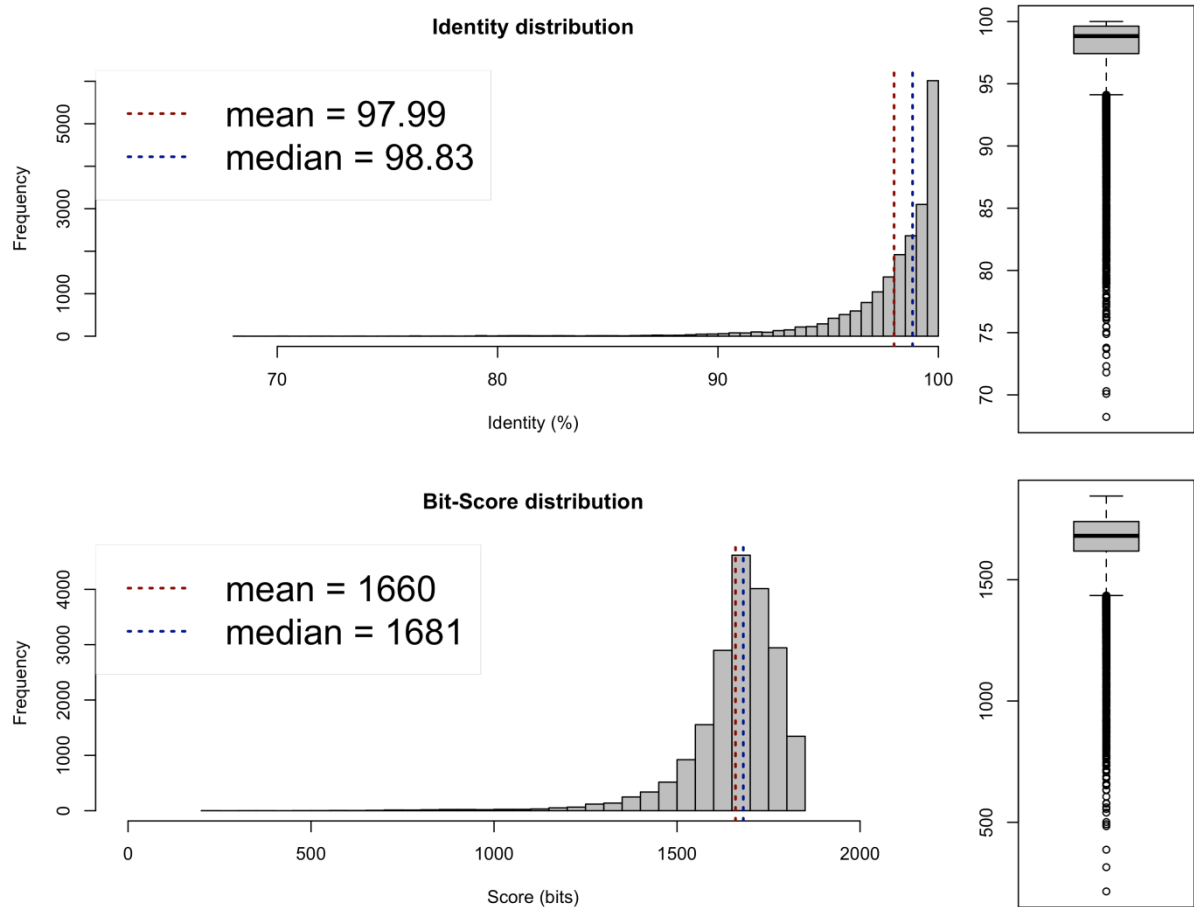 Identity distribution
mean = 97.99
median = 98.83
Frequency
0
1000
3000
5000
70
80
90
100
Identity (%)
100
95
90
85
80
75
70
Bit-Score distribution
mean = 1660
median = 1681
Frequency
0
1000
2000
3000
4000
0
500
1000
1500
2000
Score (bits)
1500
1000
500